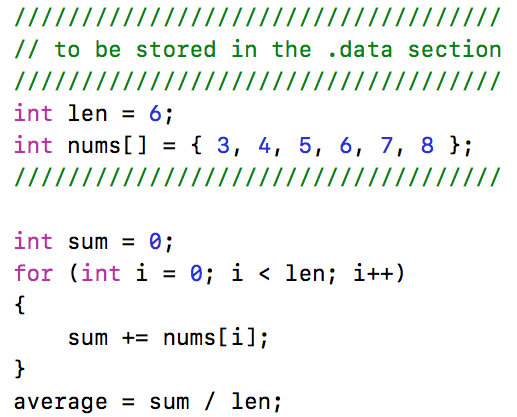 ////////////////////////////////////
// to be stored in the .data section
////////////////////////////////////
int len = 6;
int nums[] = { 3, 4, 5, 6, 7, 8 };
////////////////////////////////////
int sum = 0;
for (int i = 0; i < len; i++)
{
    sum += nums[i];
}
average = sum / len;